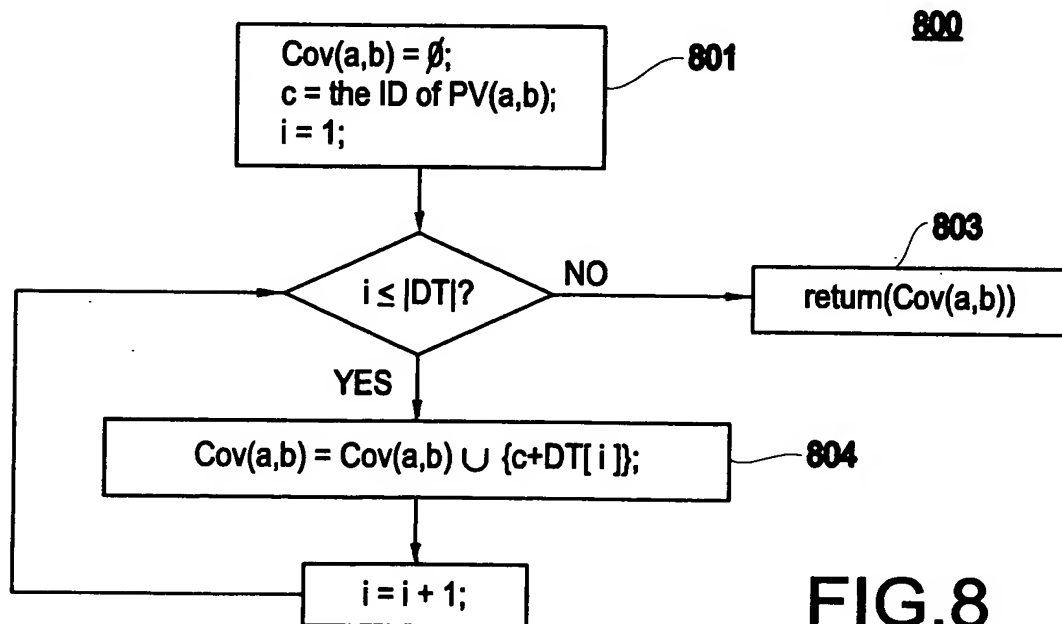 800
Cov(a,b) = ∅;
c = the ID of PV(a,b);
i = 1;
801
i ≤ |DT|?
NO
803
return(Cov(a,b))
YES
Cov(a,b) = Cov(a,b) ∪ {c+DT[ i ]};
804
i = i + 1;
FIG.8